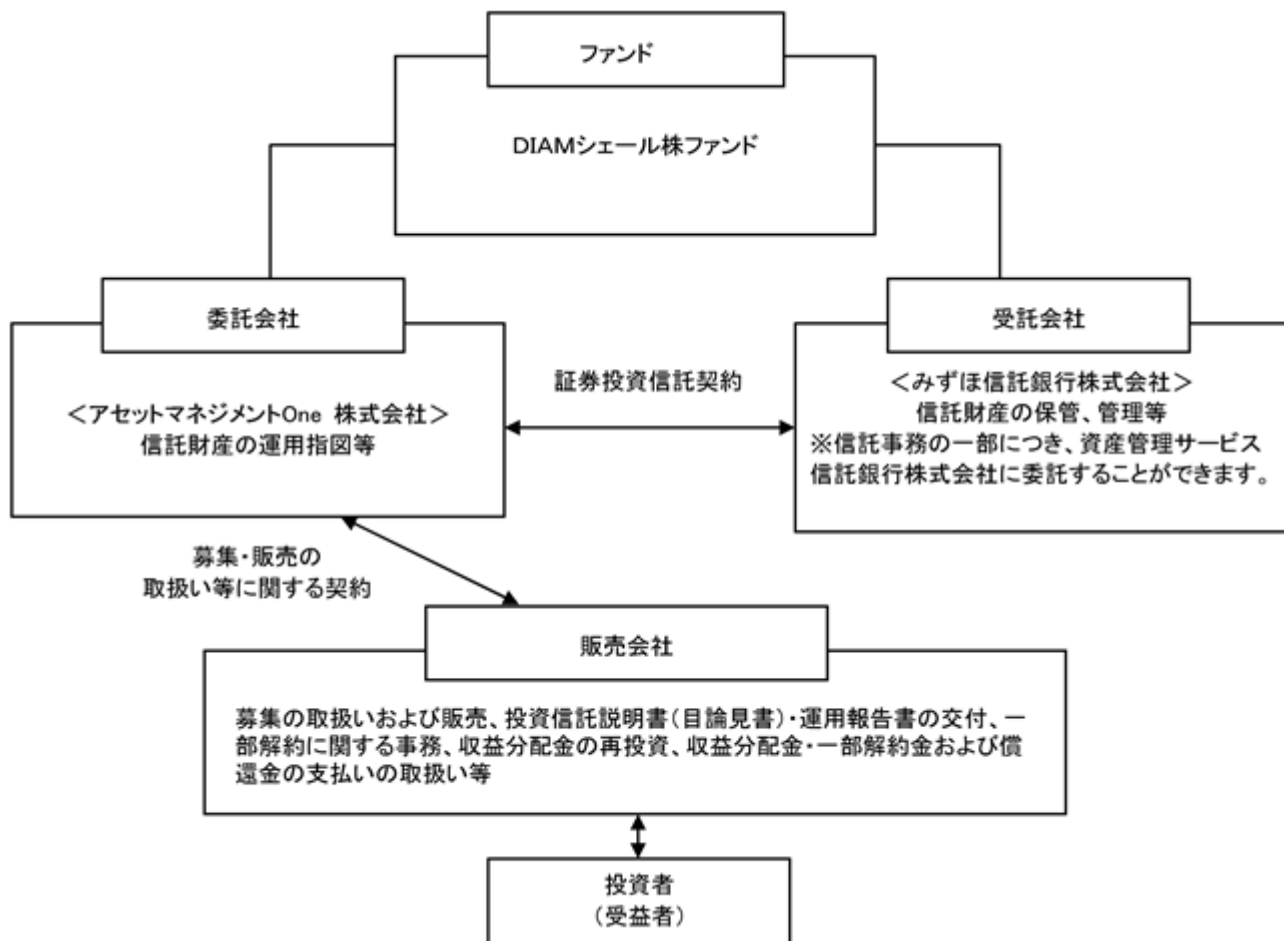 ファンド
DIAMシェール株ファンド
委託会社
<アセットマネジメントOne 株式会社>
信託財産の運用指図等
証券投資信託契約
受託会社
<みずほ信託銀行株式会社>
信託財産の保管、管理等
※信託事務の一部につき、資産管理サービス
信託銀行株式会社に委託することができます。
募集・販売の
取扱い等に関する契約
販売会社
募集の取扱いおよび販売、投資信託説明書(目論見書)・運用報告書の交付、一
部解約に関する事務、収益分配金の再投資、収益分配金・一部解約金および償
還金の支払いの取扱い等
投資者
(受益者)